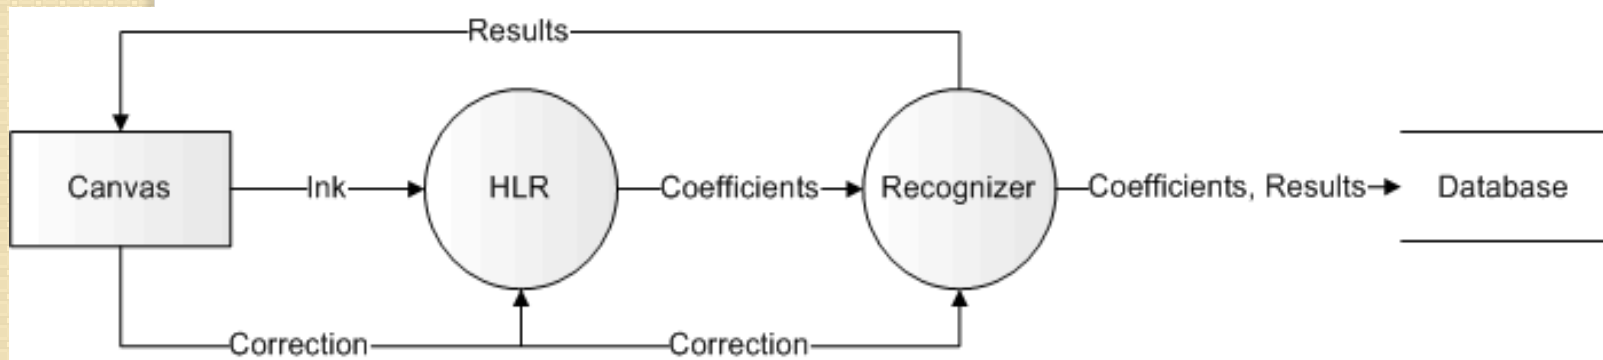 Results
Canvas Ink HLR Coefficients Recognizer Coefficients, Results Database
Correction Correction